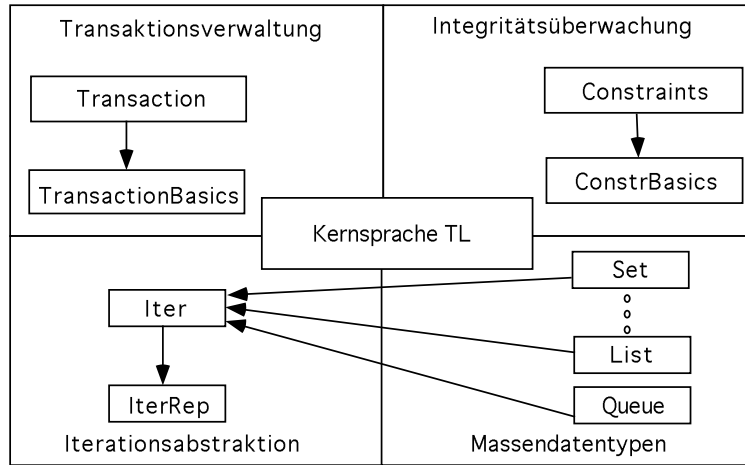 Transaktionsverwaltung
Integritätsüberwachung
Transaction
Constraints
TransactionBasics
ConstrBasics
Kernsprache TL
Set
Iter
List
IterRep
Queue
Iterationsabstraktion
Massendatentypen